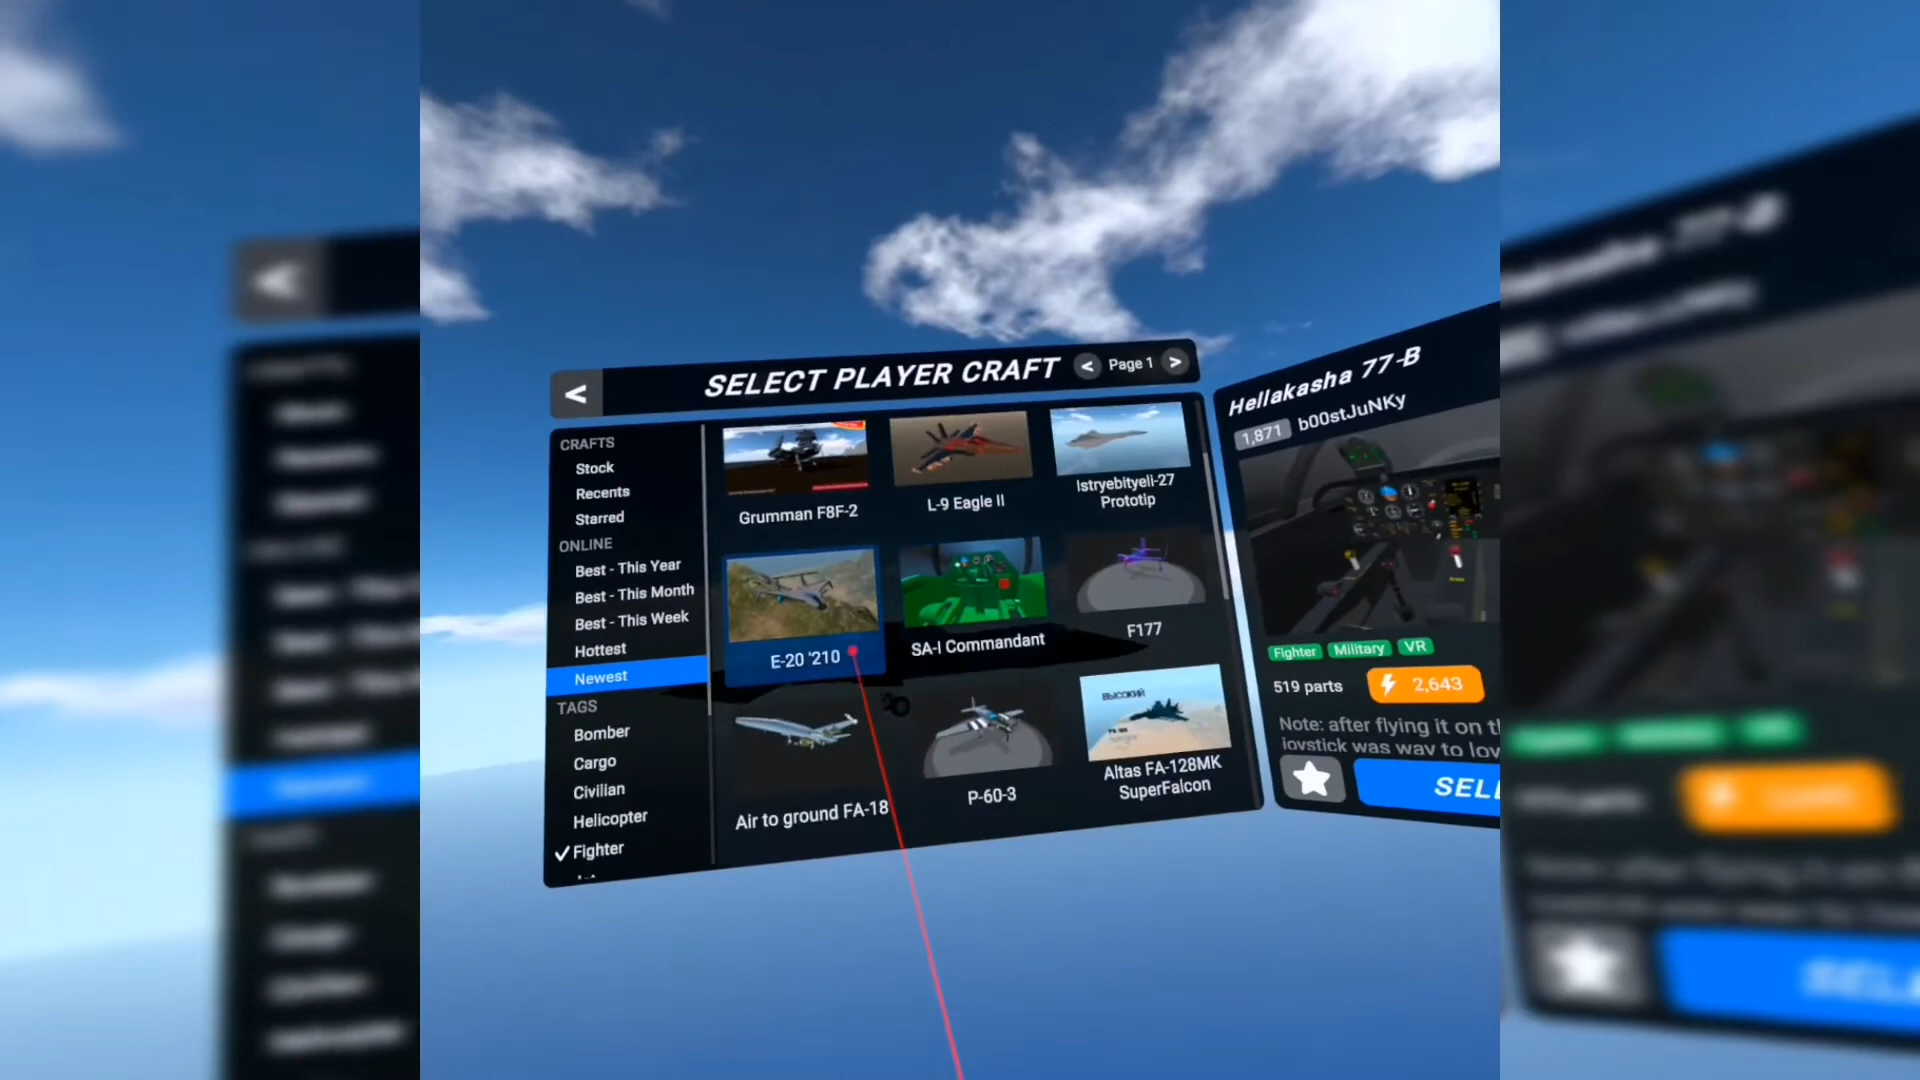 SELECT PLAYER CRAFT
< Page 1 >
CRAFTS
Stock
Recents
Starred
ONLINE
Best - This Year
Best - This Month
Best - This Week
Hottest
Newest
TAGS
Bomber
Cargo
Civilian
Helicopter
Fighter
Grumman F8F-2
L-9 Eagle II
Istryebityeli-27
Prototip
E-20 '210
SA-I Commandant
F177
Air to ground FA-18
P-60-3
ВЫСОКИЙ
Altas FA-128MK
SuperFalcon
Hellakasha 77-B
1,871 b00stJuNKy
Fighter Military VR
519 parts 2,643
Note: after flying it on th
joystick was way to low
SEL